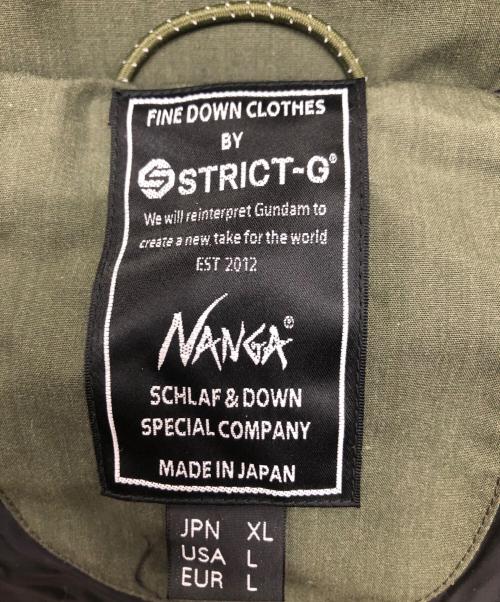 FINE DOWN CLOTHES
BY
STRICT-G®
We will reinterpret Gundam to
create a new take for the world
EST 2012
NANGA®
SCHLAF & DOWN
SPECIAL COMPANY
MADE IN JAPAN
JPN XL
USA L
EUR L